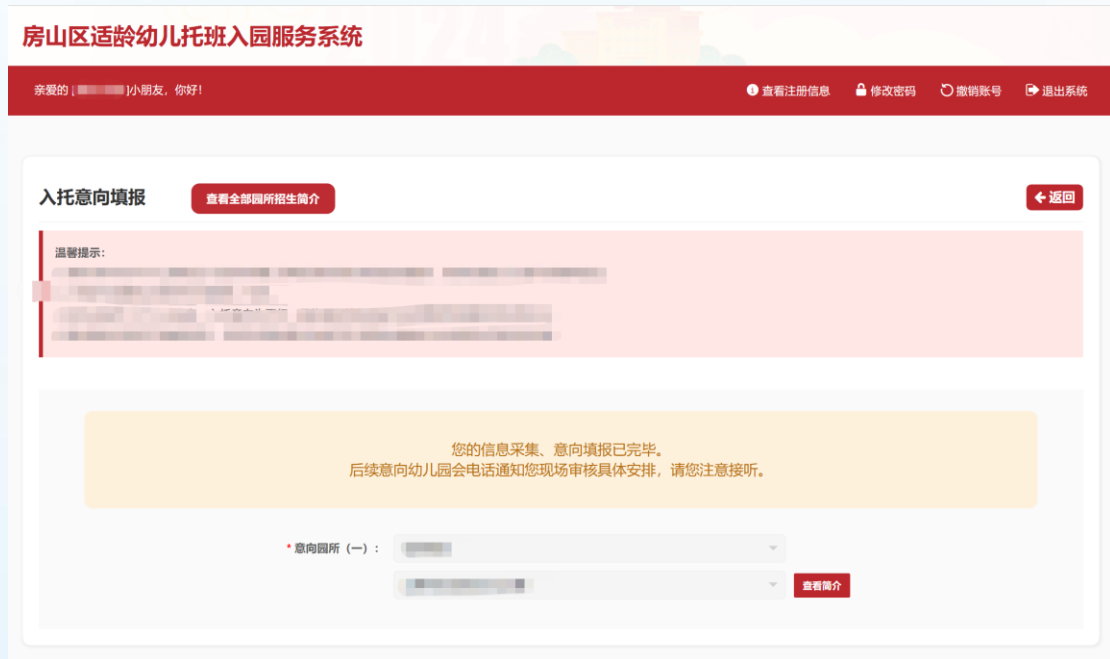 房山区适龄幼儿托班入园服务系统
亲爱的 [ ]小朋友，你好!
查看注册信息 修改密码 撤销账号 退出系统
入托意向填报 查看全部园所招生简介 返回
温馨提示:
您的信息采集、意向填报已完毕。
后续意向幼儿园会电话通知您现场审核具体安排，请您注意接听。
* 意向园所（一）:
查看简介